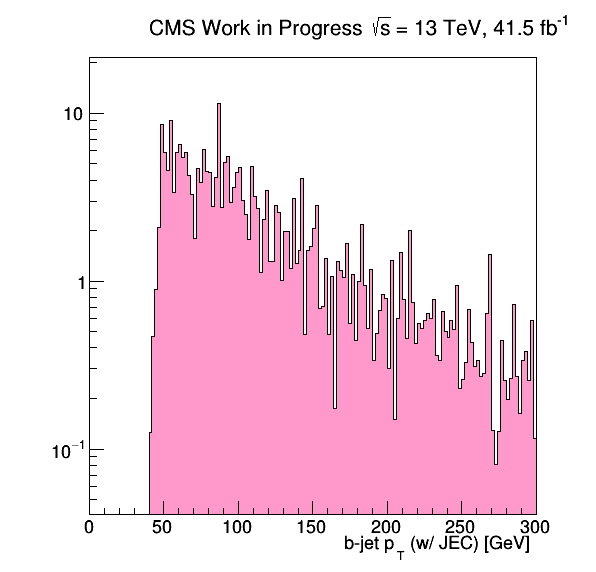 CMS Work in Progress √s = 13 TeV, 41.5 fb⁻¹
10
1
10⁻¹
0 50 100 150 200 250 300
b-jet p_T (w/ JEC) [GeV]